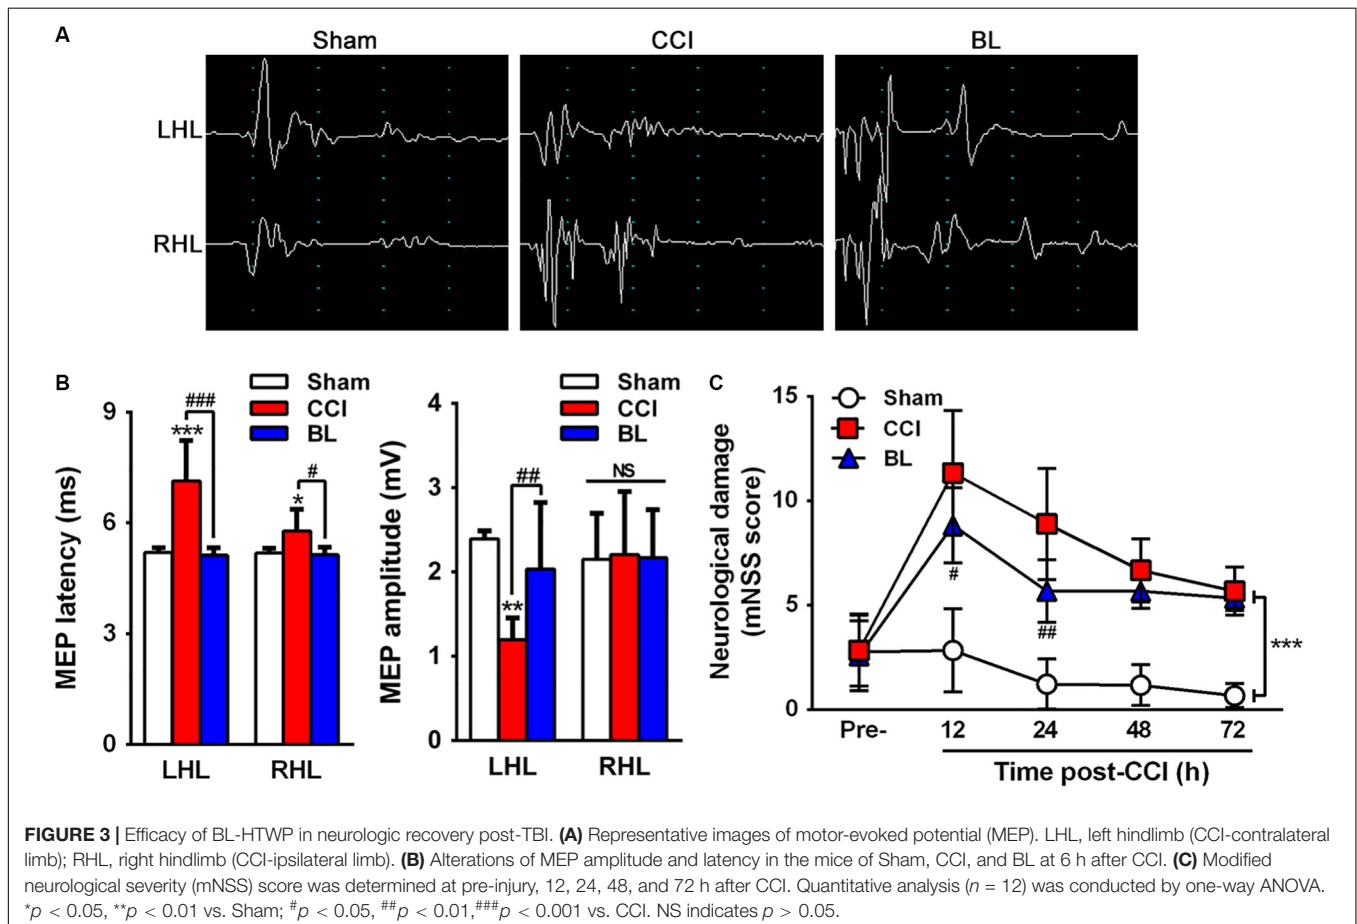 A
Sham CCI BL
LHL
RHL
B
Sham
CCI
BL
MEP latency (ms)
9
6
3
0
***
###
*
#
LHL RHL
Sham
CCI
BL
MEP amplitude (mV)
4
3
2
1
0
**
##
NS
LHL RHL
C
Sham
CCI
BL
Neurological damage
(mNSS score)
15
10
5
0
#
##
***
Pre- 12 24 48 72
Time post-CCI (h)
FIGURE 3 | Efficacy of BL-HTWP in neurologic recovery post-TBI. (A) Representative images of motor-evoked potential (MEP). LHL, left hindlimb (CCI-contralateral
limb); RHL, right hindlimb (CCI-ipsilateral limb). (B) Alterations of MEP amplitude and latency in the mice of Sham, CCI, and BL at 6 h after CCI. (C) Modified
neurological severity (mNSS) score was determined at pre-injury, 12, 24, 48, and 72 h after CCI. Quantitative analysis (n = 12) was conducted by one-way ANOVA.
*p < 0.05, **p < 0.01 vs. Sham; #p < 0.05, ##p < 0.01,###p < 0.001 vs. CCI. NS indicates p > 0.05.